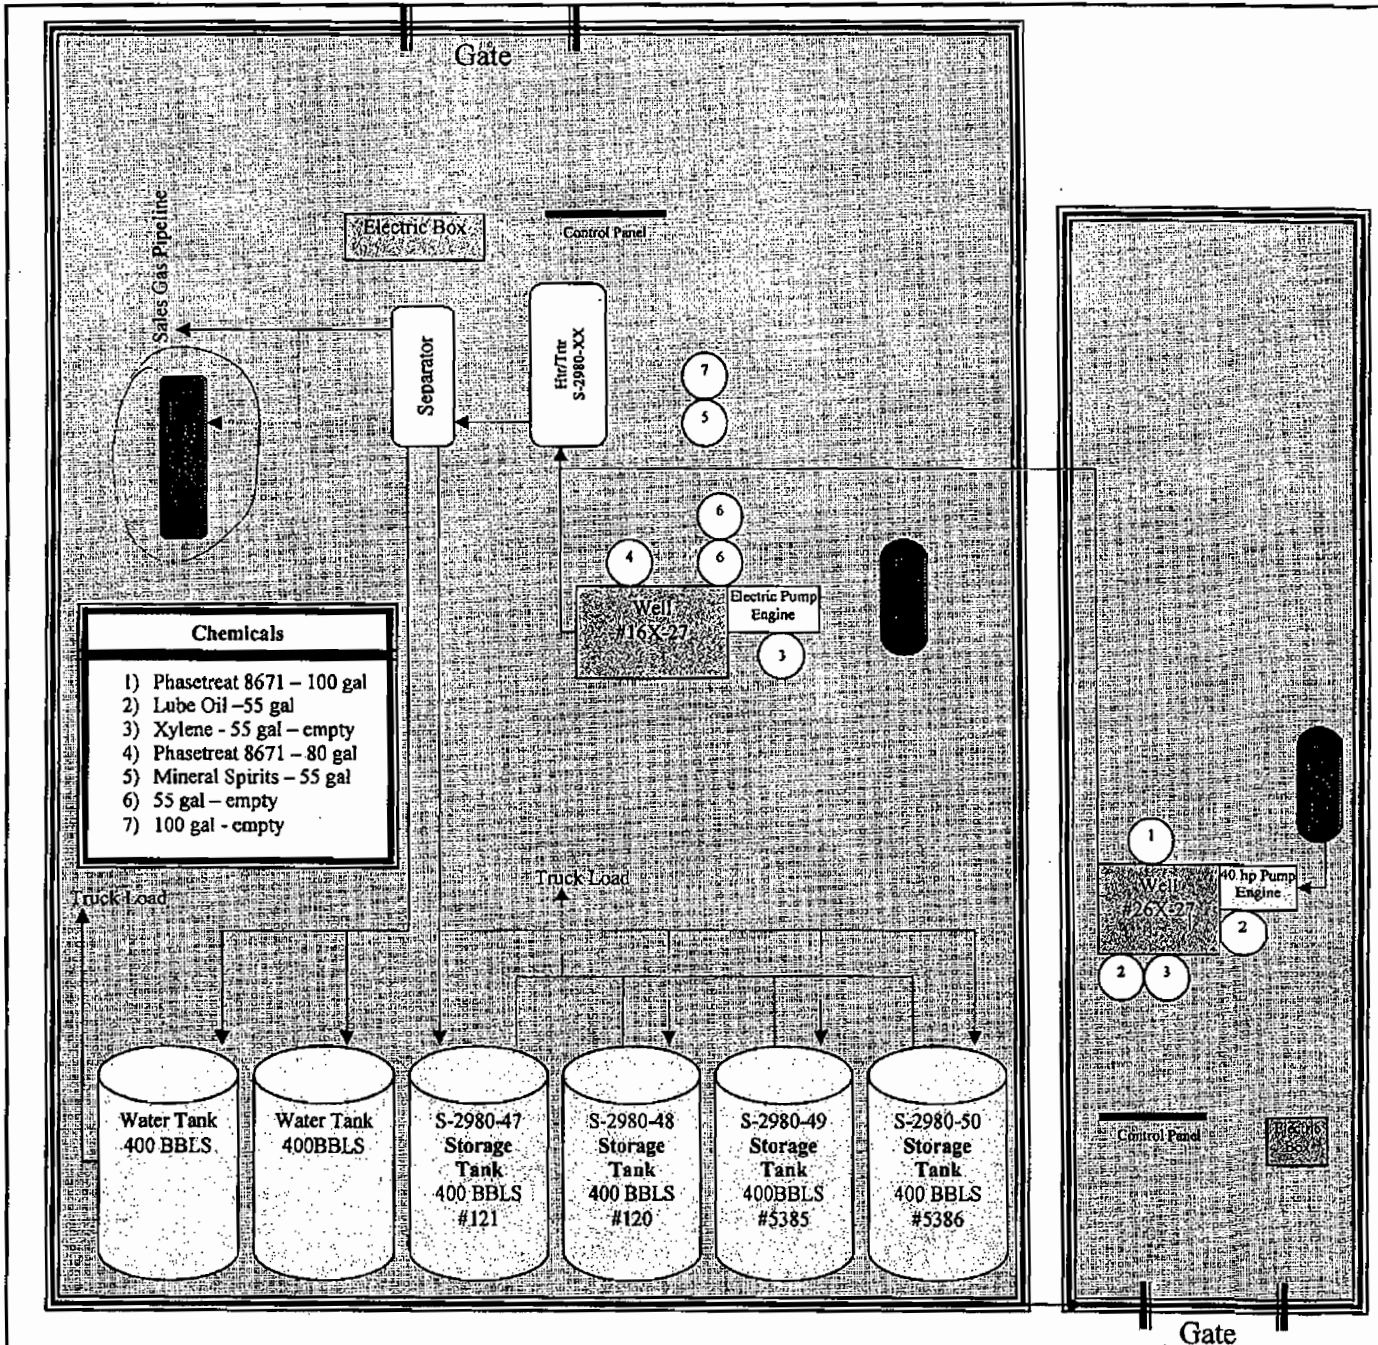 Gate
Sales Gas Pipeline
Electric Box
Control Panel
Separator
Htr/Trtr
S-2980-XX
7
5
6
6
4
Well
#16X-27
Electric Pump
Engine
3
Chemicals
1) Phasetreat 8671 – 100 gal
2) Lube Oil –55 gal
3) Xylene - 55 gal – empty
4) Phasetreat 8671 – 80 gal
5) Mineral Spirits – 55 gal
6) 55 gal – empty
7) 100 gal - empty
Truck Load
Truck Load
Water Tank
400 BBLS
Water Tank
400BBLS
S-2980-47
Storage
Tank
400 BBLS
#121
S-2980-48
Storage
Tank
400 BBLS
#120
S-2980-49
Storage
Tank
400BBLS
#5385
S-2980-50
Storage
Tank
400 BBLS
#5386
1
Well
#26X-27
40 hp Pump
Engine
2
2
3
Control Panel
Electric
Box
Gate